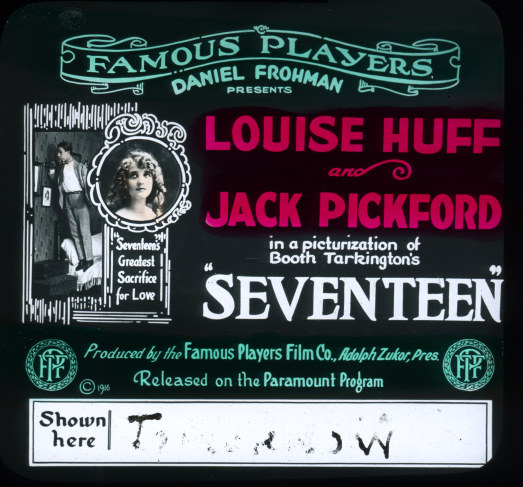 FAMOUS PLAYERS
DANIEL FROHMAN
PRESENTS
LOUISE HUFF
and
JACK PICKFORD
in a picturization of
Booth Tarkington's
"SEVENTEEN"
"Seventeen's"
Greatest
Sacrifice
for Love
Produced by the Famous Players Film Co., Adolph Zukor, Pres.
Released on the Paramount Program
© 1916
Shown
here
Tomorrow